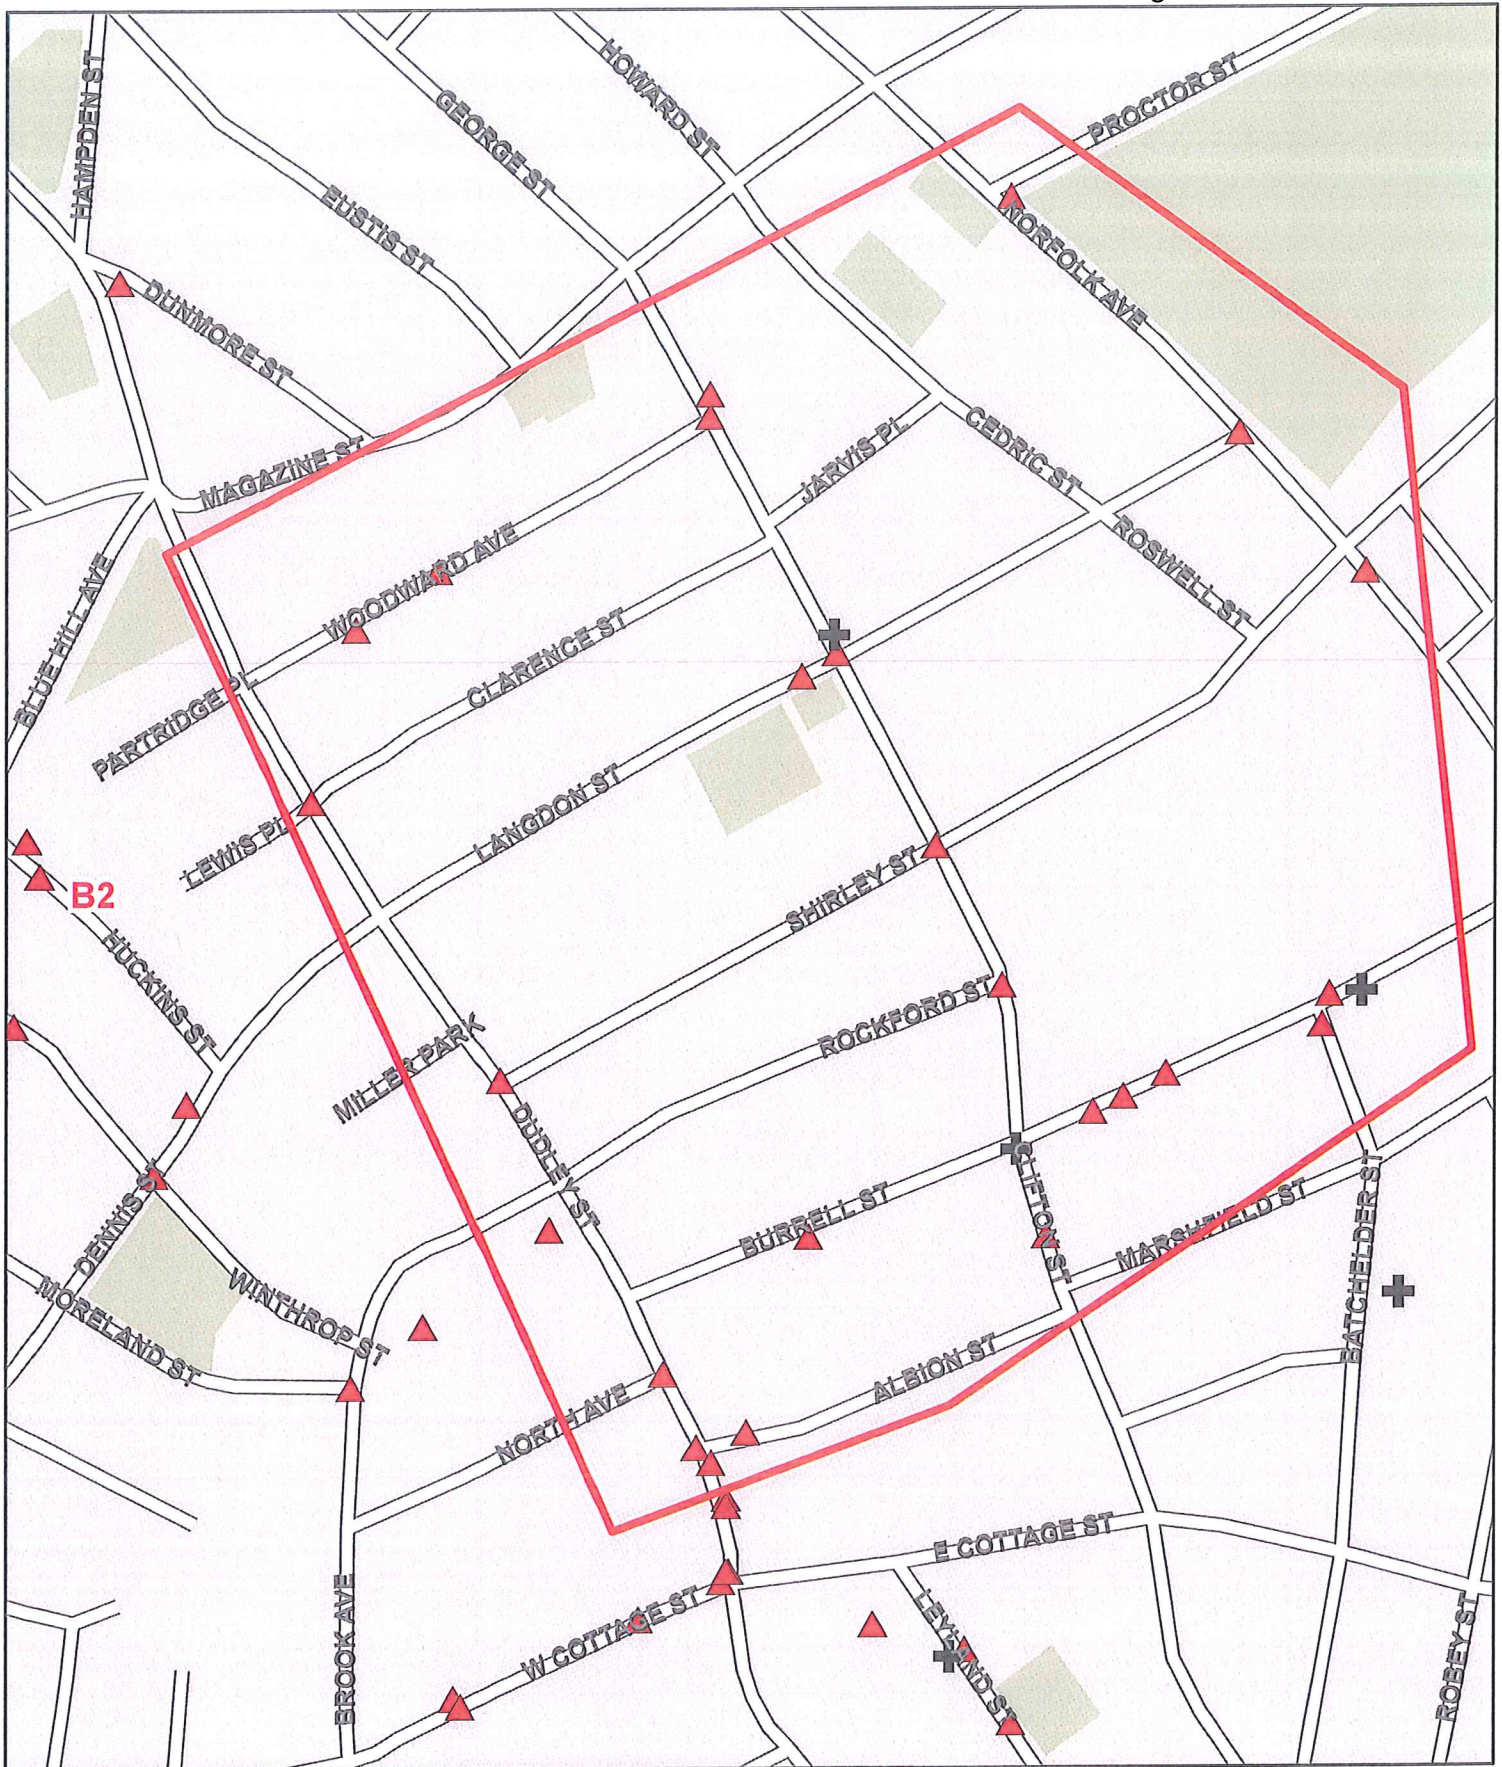 HOWARD ST
PROCTOR ST
HAMPDEN ST
GEORGE ST
EUSTIS ST
NORFOLK AVE
DUNMORE ST
MAGAZINE ST
JARVIS PL
CEDRIC ST
WOODWARD AVE
ROSWELL ST
BLUE HILL AVE
CLARENCE ST
PARTRIDGE PL
LANGDON ST
LEWIS PL
B2
SHIRLEY ST
HUCKINS ST
ROCKFORD ST
MILLER PARK
DUDLEY ST
DENNIS ST
BURRELL ST
CLIFTON ST
MARSHFIELD ST
BATCHELDER ST
WINTHROP ST
MORELAND ST
ALBION ST
NORTH AVE
E COTTAGE ST
W COTTAGE ST
LEYLAND ST
BROOK AVE
ROBEY ST